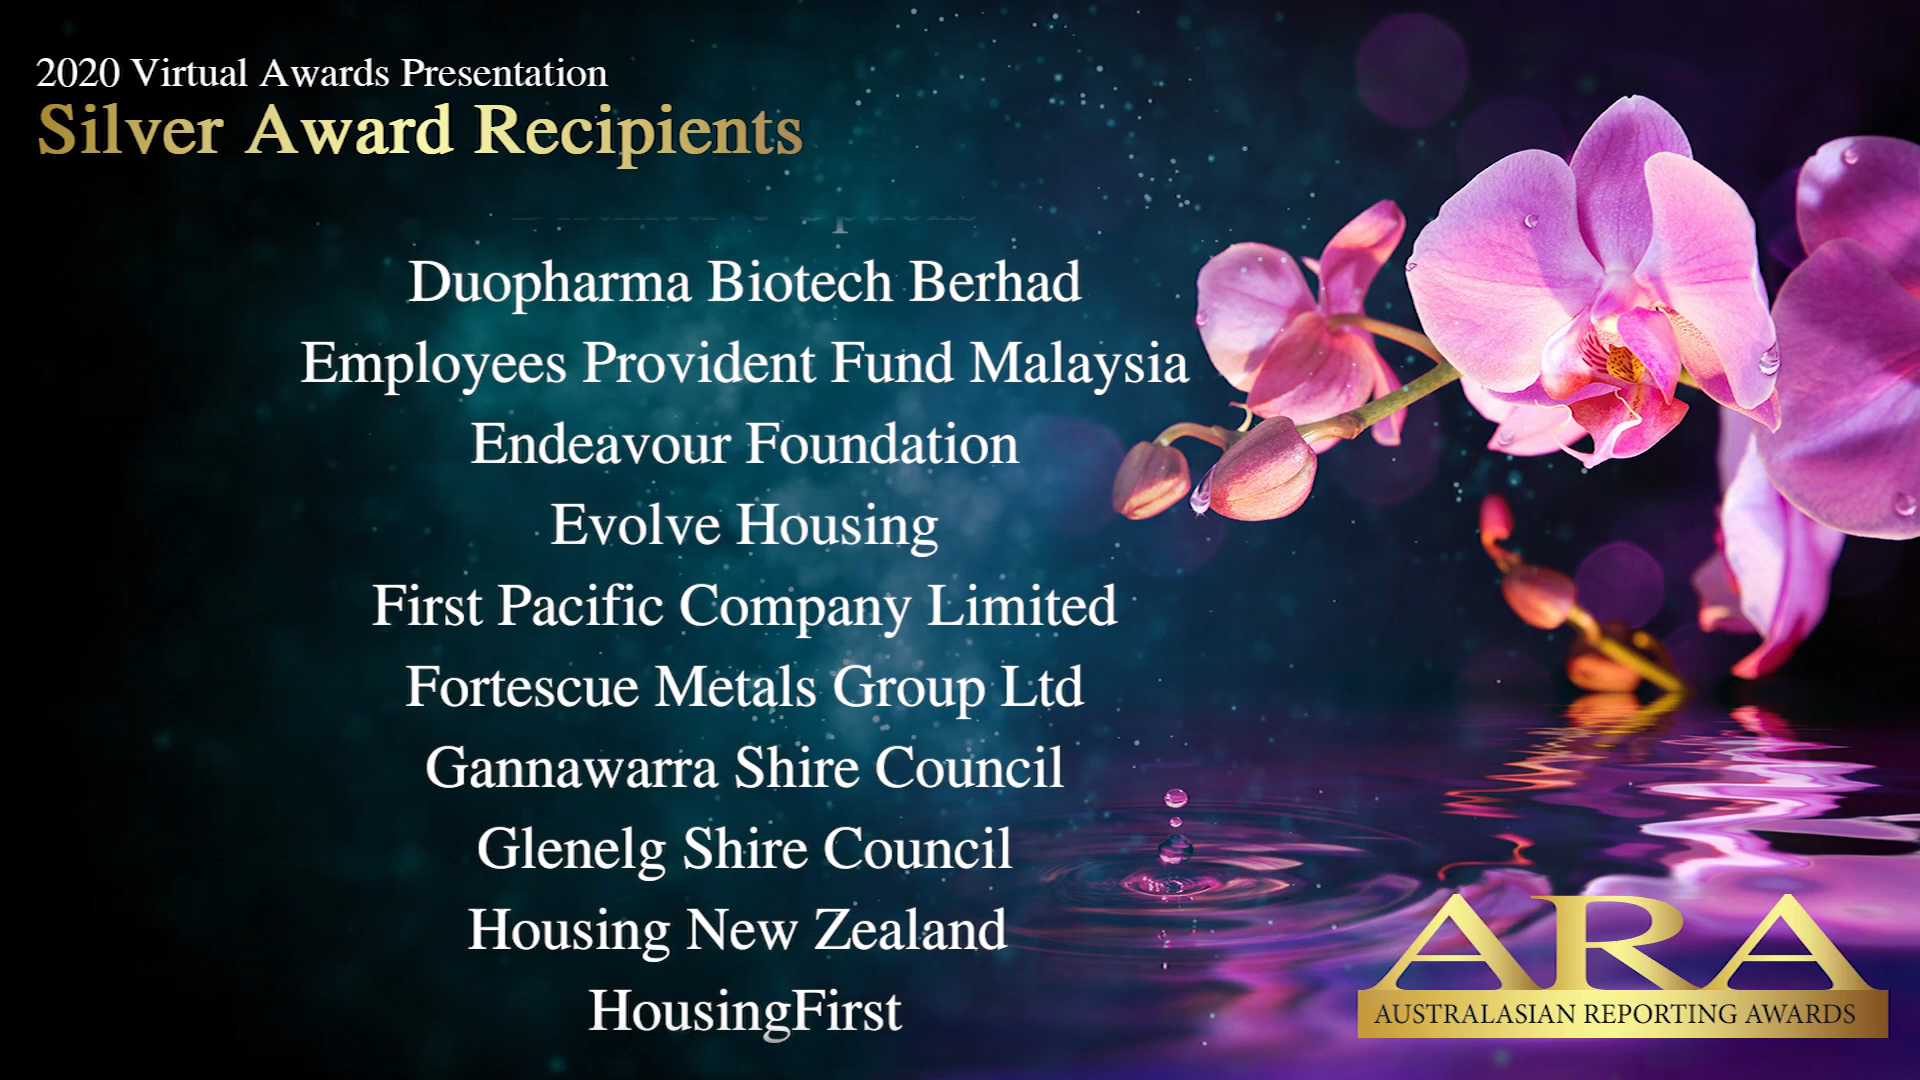 2020 Virtual Awards Presentation
Silver Award Recipients
Duopharma Biotech Berhad
Employees Provident Fund Malaysia
Endeavour Foundation
Evolve Housing
First Pacific Company Limited
Fortescue Metals Group Ltd
Gannawarra Shire Council
Glenelg Shire Council
Housing New Zealand
HousingFirst
ARA
AUSTRALASIAN REPORTING AWARDS